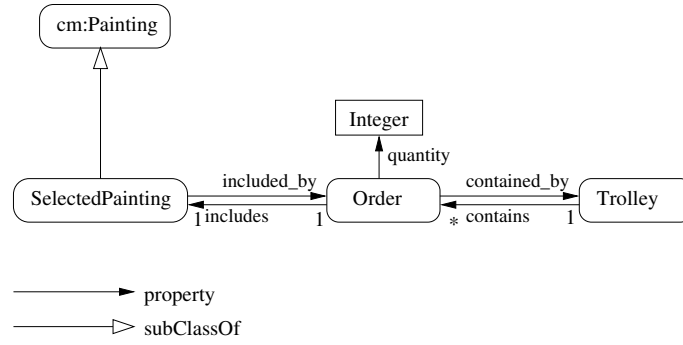 cm:Painting
Integer
quantity
SelectedPainting
included_by
Order
contained_by
Trolley
1 includes 1
* contains 1
property
subClassOf